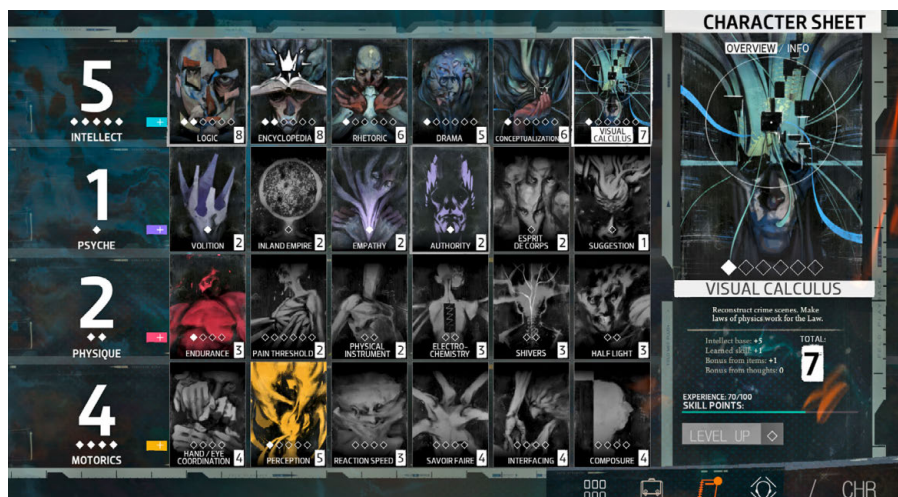 CHARACTER SHEET
OVERVIEW / INFO
5
INTELLECT
+
LOGIC 8
ENCYCLOPEDIA 8
RHETORIC 6
DRAMA 5
CONCEPTUALIZATION 6
VISUAL
CALCULUS 7
1
PSYCHE
+
VOLITION 2
INLAND EMPIRE 2
EMPATHY 2
AUTHORITY 2
ESPRIT
DE CORPS 2
SUGGESTION 1
2
PHYSIQUE
+
ENDURANCE 3
PAIN THRESHOLD 2
PHYSICAL
INSTRUMENT 2
ELECTRO-
CHEMISTRY 3
SHIVERS 3
HALF LIGHT 3
4
MOTORICS
+
HAND / EYE
COORDINATION 4
PERCEPTION 5
REACTION SPEED 3
SAVOIR FAIRE 4
INTERFACING 4
COMPOSURE 4
VISUAL CALCULUS
Reconstruct crime scenes. Make
laws of physics work for the Law.
Intellect base: +5
Learned skill: +1
Bonus from items: +1
Bonus from thoughts: 0
TOTAL:
7
EXPERIENCE: 70/100
SKILL POINTS:
LEVEL UP
/ CHR